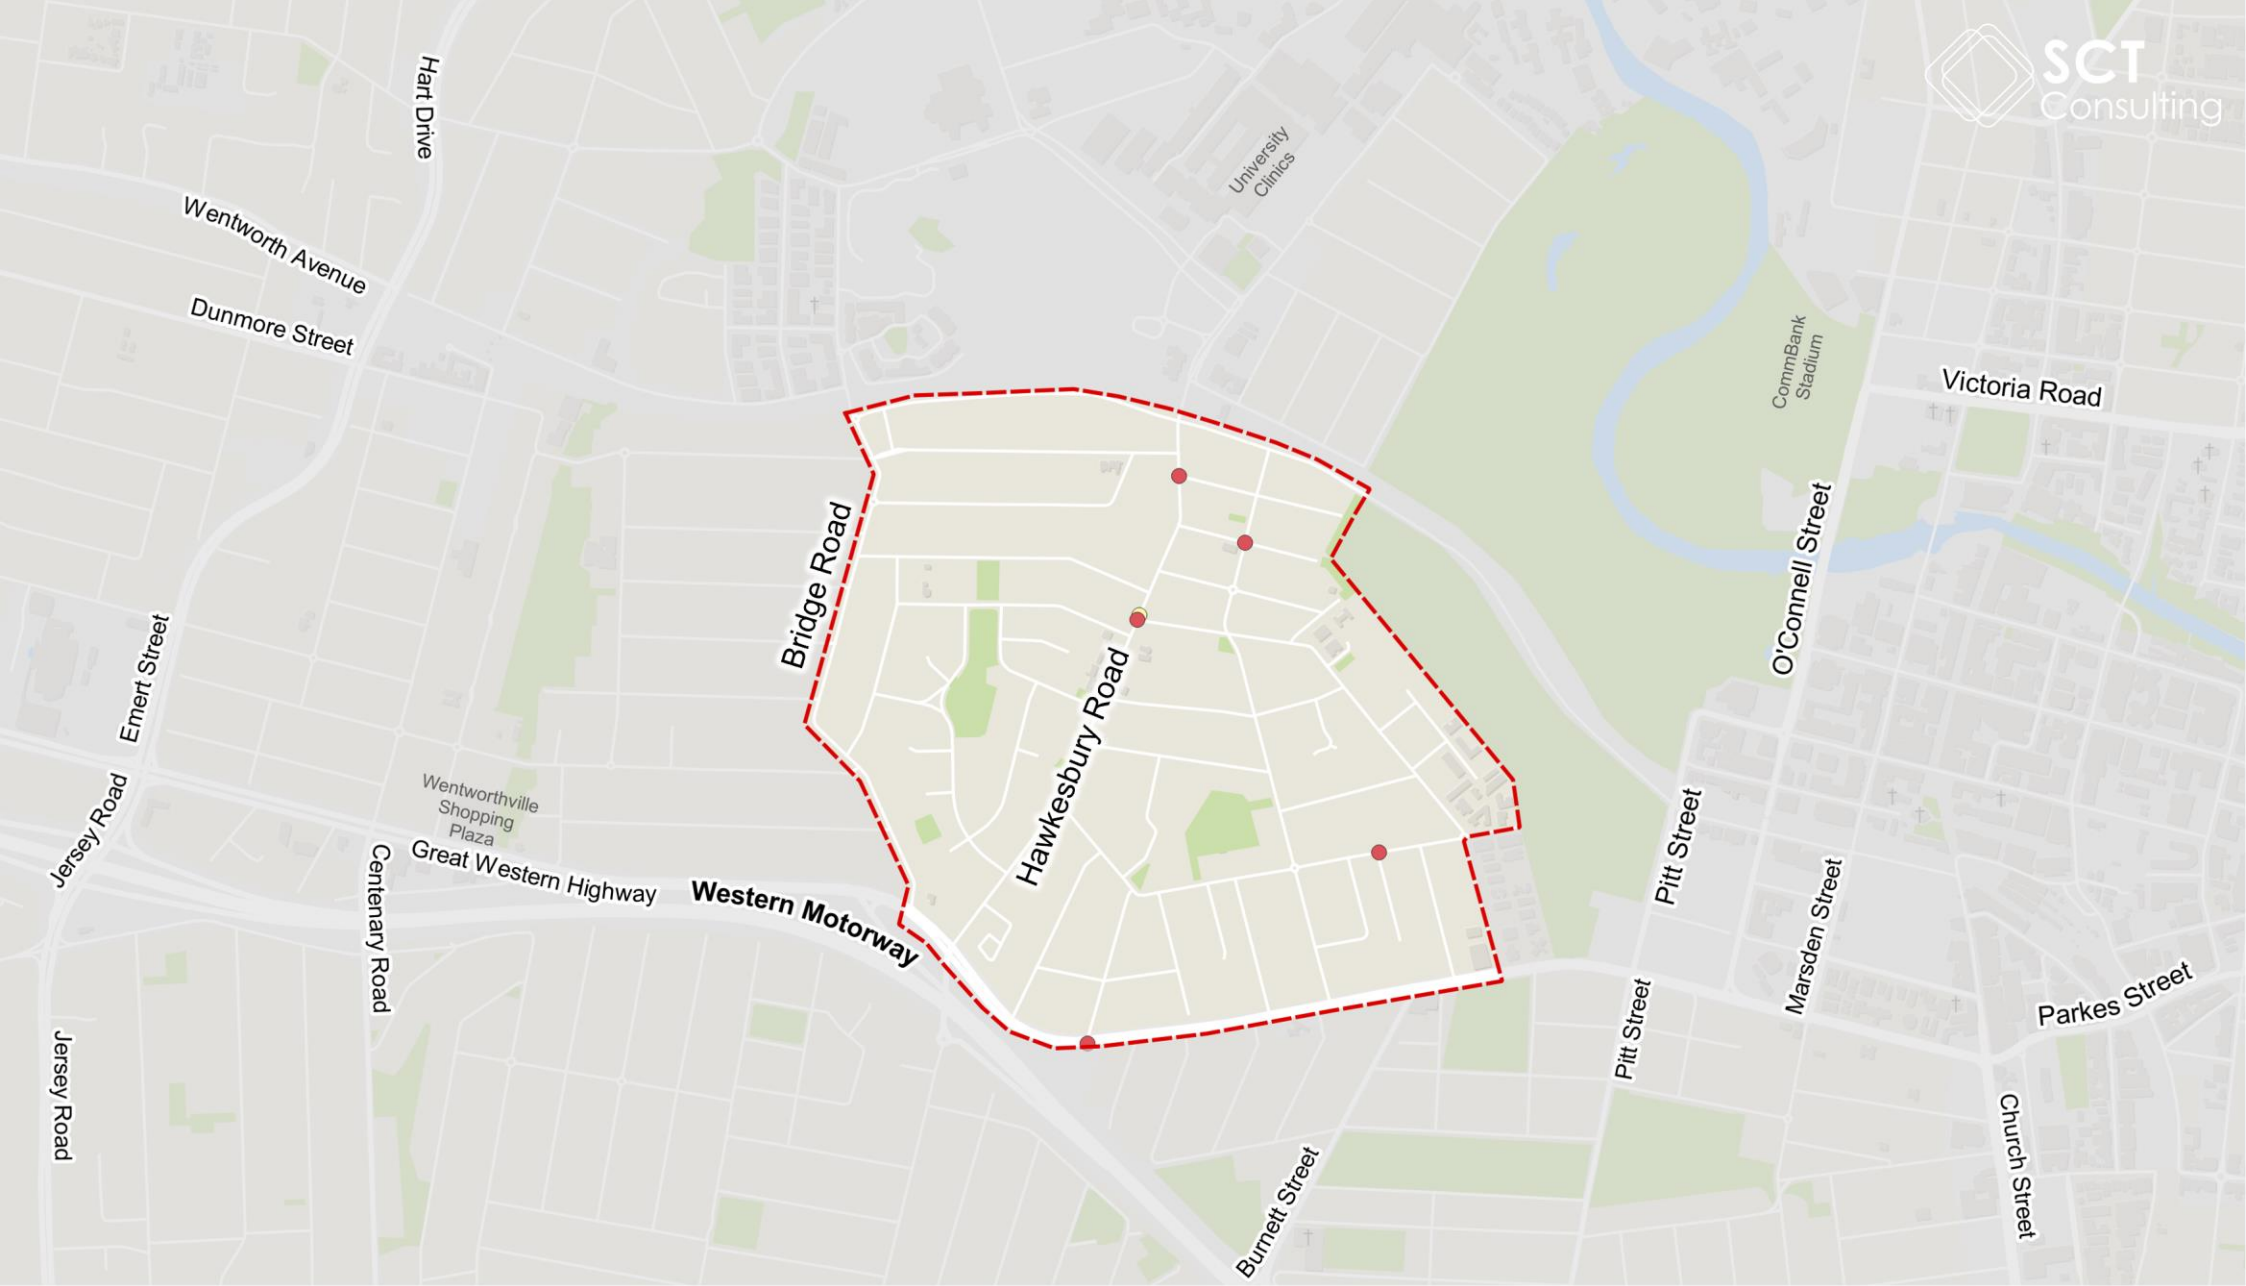 SCT
Consulting
Hart Drive
University
Clinics
Wentworth Avenue
Dunmore Street
CommBank
Stadium
Victoria Road
O'Connell Street
Bridge Road
Emert Street
Hawkesbury Road
Wentworthville
Shopping
Plaza
Jersey Road
Great Western Highway
Western Motorway
Centenary Road
Pitt Street
Marsden Street
Parkes Street
Pitt Street
Jersey Road
Church Street
Burnett Street